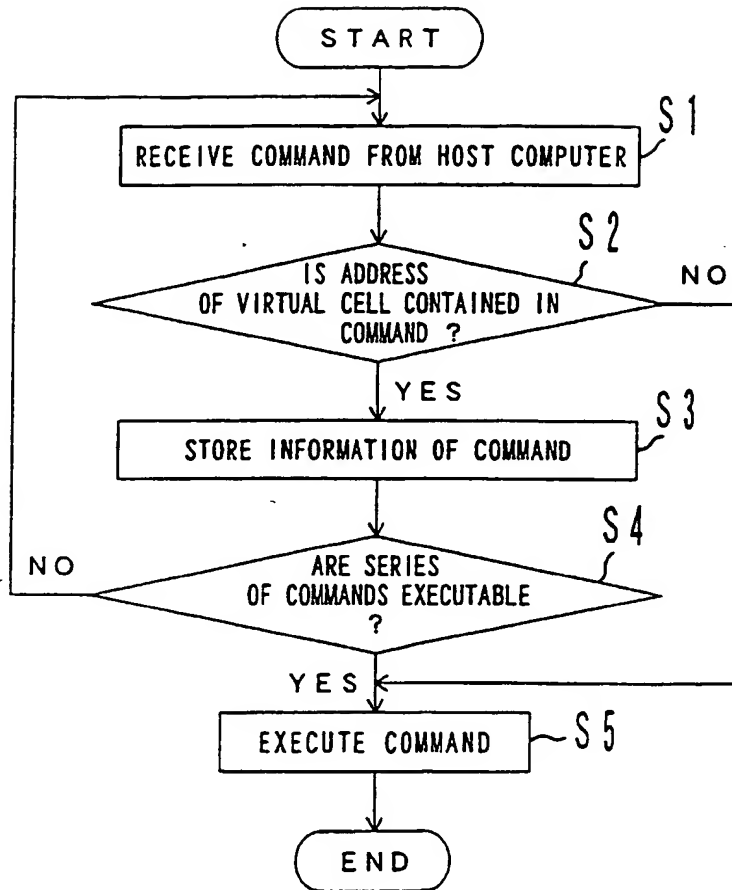 START
S1
RECEIVE COMMAND FROM HOST COMPUTER
S2
IS ADDRESS
OF VIRTUAL CELL CONTAINED IN
COMMAND ?
NO
YES
S3
STORE INFORMATION OF COMMAND
S4
NO
ARE SERIES
OF COMMANDS EXECUTABLE
?
YES
S5
EXECUTE COMMAND
END